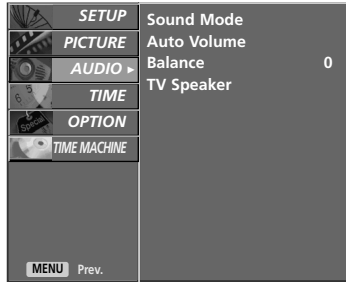 SETUP
PICTURE
AUDIO ►
TIME
OPTION
TIME MACHINE
MENU Prev.
Sound Mode
Auto Volume
Balance 0
TV Speaker